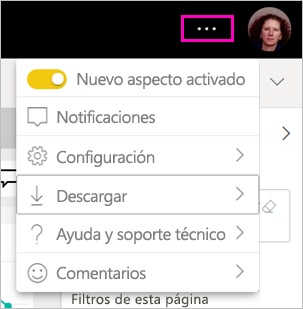 Nuevo aspecto activado
Notificaciones
Configuración
Descargar
Ayuda y soporte técnico
Comentarios
Filtros de esta página